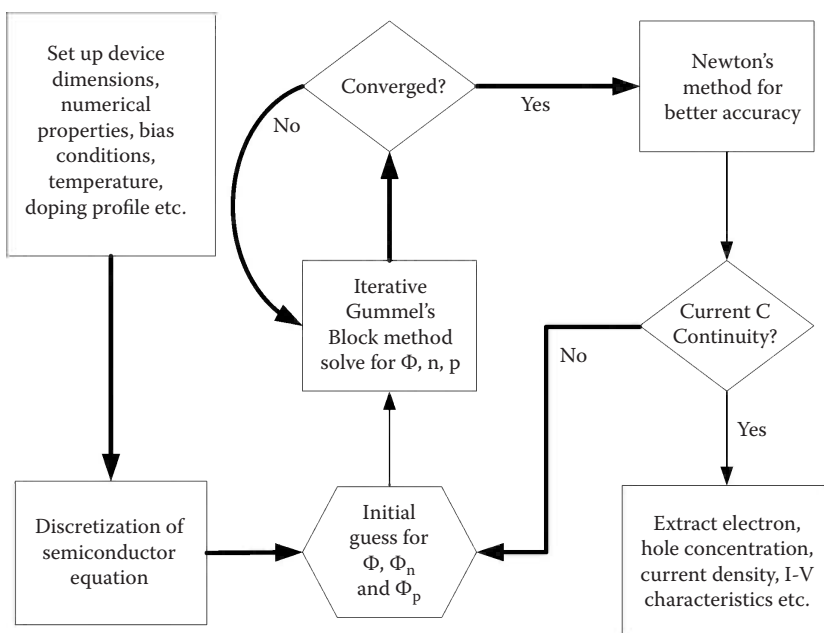 Set up device
dimensions,
numerical
properties, bias
conditions,
temperature,
doping profile etc.
Discretization of
semiconductor
equation
Initial
guess for
Φ, Φₙ
and Φₚ
Iterative
Gummel's
Block method
solve for Φ, n, p
Converged?
No
Yes
Newton's
method for
better accuracy
Current C
Continuity?
No
Yes
Extract electron,
hole concentration,
current density, I-V
characteristics etc.